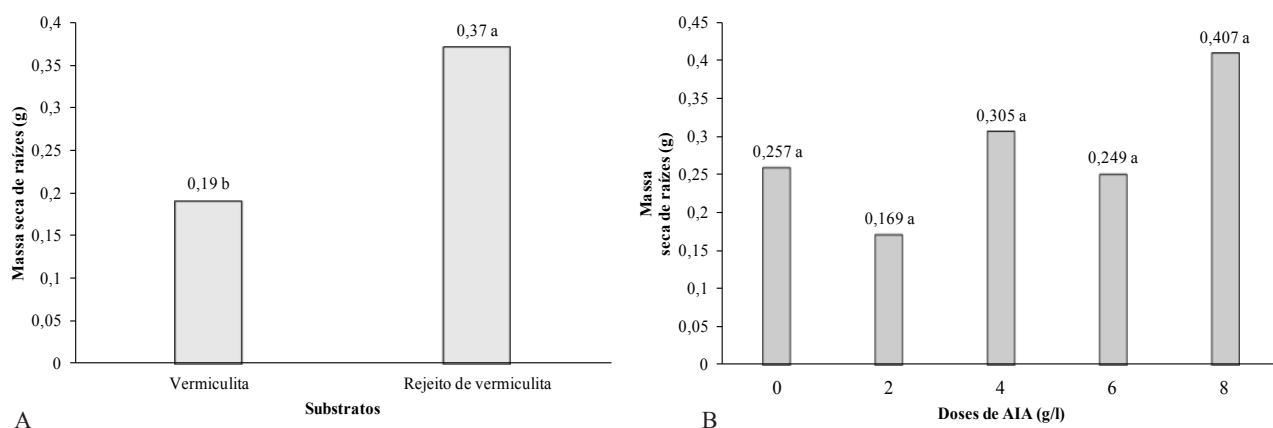 0,4
0,35
0,3
0,25
0,2
0,15
0,1
0,05
0
Massa seca de raízes (g)
0,19 b
0,37 a
Vermiculita
Rejeito de vermiculita
Substratos
A
0,45
0,4
0,35
0,3
0,25
0,2
0,15
0,1
0,05
0
Massa
seca de raízes (g)
0,257 a
0,169 a
0,305 a
0,249 a
0,407 a
0
2
4
6
8
Doses de AIA (g/l)
B